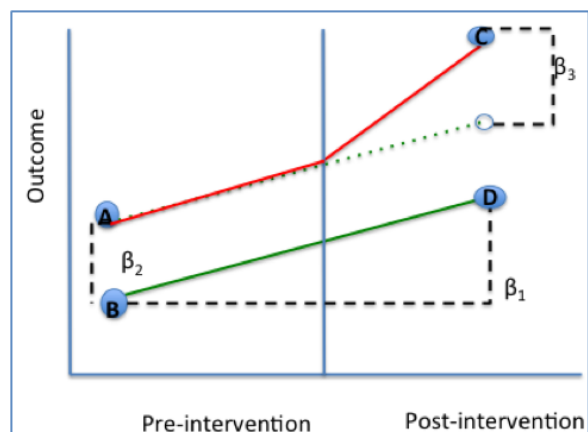 C
β3
Outcome
A
D
β2
B
β1
Pre-intervention
Post-intervention